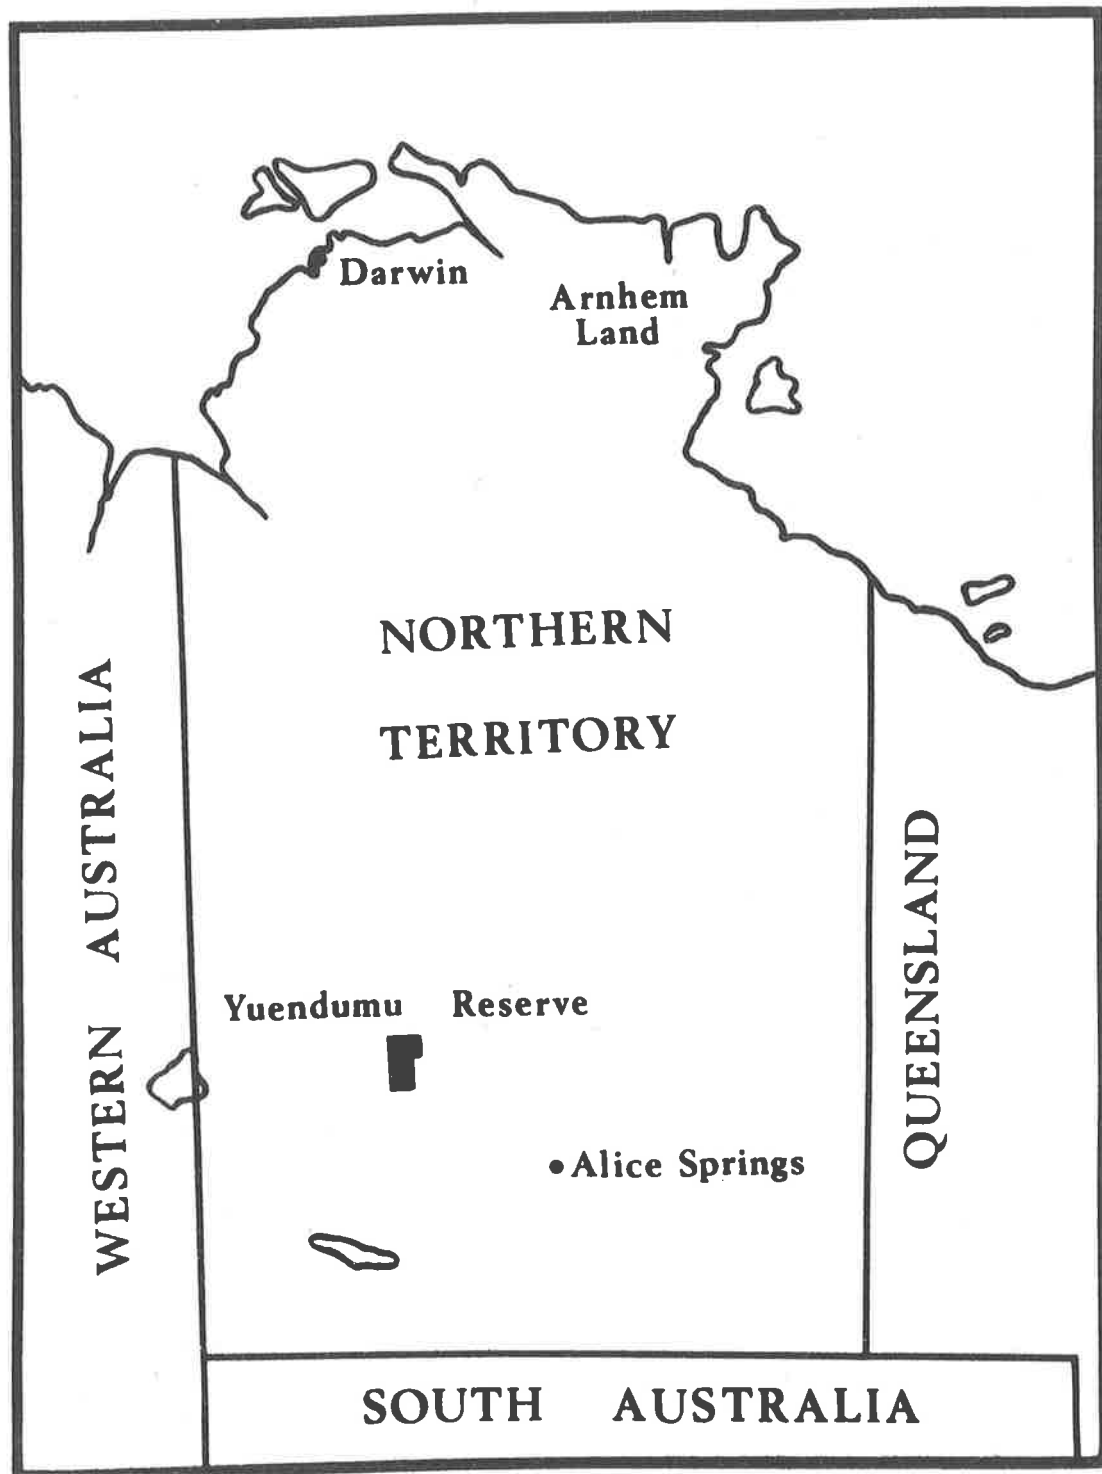 Darwin
Arnhem
Land
NORTHERN
TERRITORY
WESTERN AUSTRALIA
QUEENSLAND
Yuendumu Reserve
Alice Springs
SOUTH AUSTRALIA